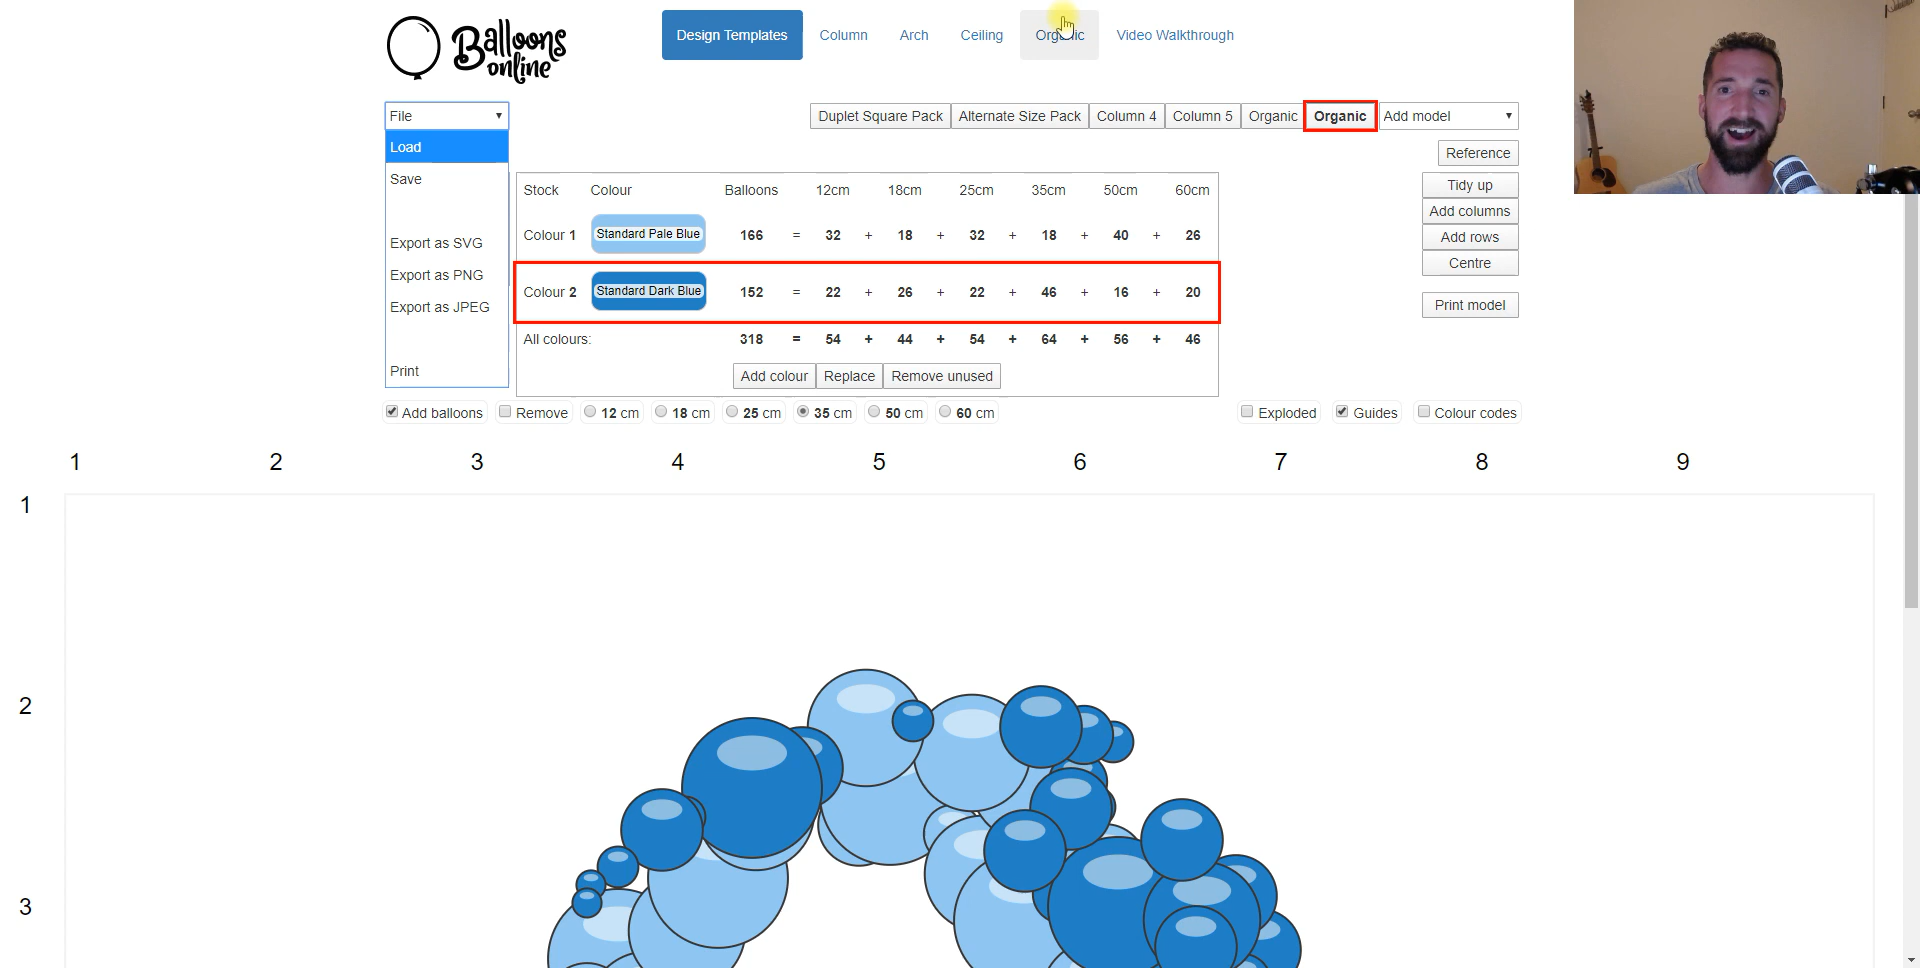 Balloons online
Design Templates Column Arch Ceiling Organic Video Walkthrough
File Duplet Square Pack Alternate Size Pack Column 4 Column 5 Organic Organic Add model
Load
Reference
Save
Tidy up
Stock Colour Balloons 12cm 18cm 25cm 35cm 50cm 60cm
Add columns
Colour 1 Standard Pale Blue 166 = 32 + 18 + 32 + 18 + 40 + 26
Add rows
Export as SVG
Centre
Export as PNG
Colour 2 Standard Dark Blue 152 = 22 + 26 + 22 + 46 + 16 + 20
Export as JPEG
Print model
All colours: 318 = 54 + 44 + 54 + 64 + 56 + 46
Print
Add colour Replace Remove unused
Add balloons Remove 12 cm 18 cm 25 cm 35 cm 50 cm 60 cm Exploded Guides Colour codes
1 2 3 4 5 6 7 8 9
1
2
3